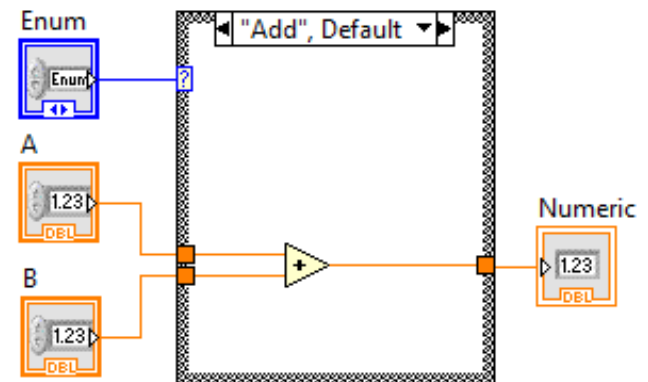 Enum
"Add", Default
Enum
?
A
1.23
DBL
+
B
1.23
DBL
Numeric
1.23
DBL